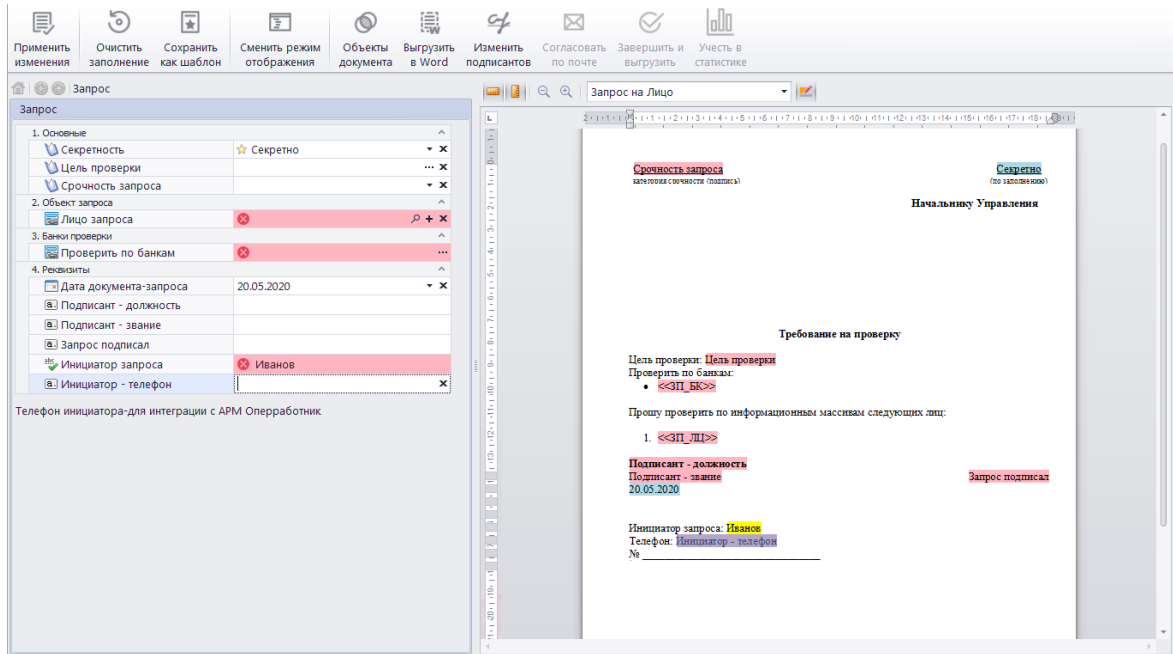 Применить изменения
Очистить заполнение
Сохранить как шаблон
Сменить режим отображения
Объекты документа
Выгрузить в Word
Изменить подписантов
Согласовать по почте
Завершить и выгрузить
Учесть в статистике
Запрос
Запрос на Лицо
Запрос
1. Основные
Секретность Секретно
Цель проверки
Срочность запроса
2. Объект запроса
Лицо запроса
3. Банки проверки
Проверить по банкам
4. Реквизиты
Дата документа-запроса 20.05.2020
Подписант - должность
Подписант - звание
Запрос подписал
Инициатор запроса Иванов
Инициатор - телефон
Телефон инициатора-для интеграции с АРМ Оперработник
Срочность запроса Секретно
категория срочности (подпись) (по заполнению)
Начальнику Управления
Требование на проверку
Цель проверки: Цель проверки
Проверить по банкам:
• <<ЗП_БК>>
Прошу проверить по информационным массивам следующих лиц:
1. <<ЗП_ЛЦ>>
Подписант - должность
Подписант - звание Запрос подписал
20.05.2020
Инициатор запроса: Иванов
Телефон: Инициатор - телефон
№